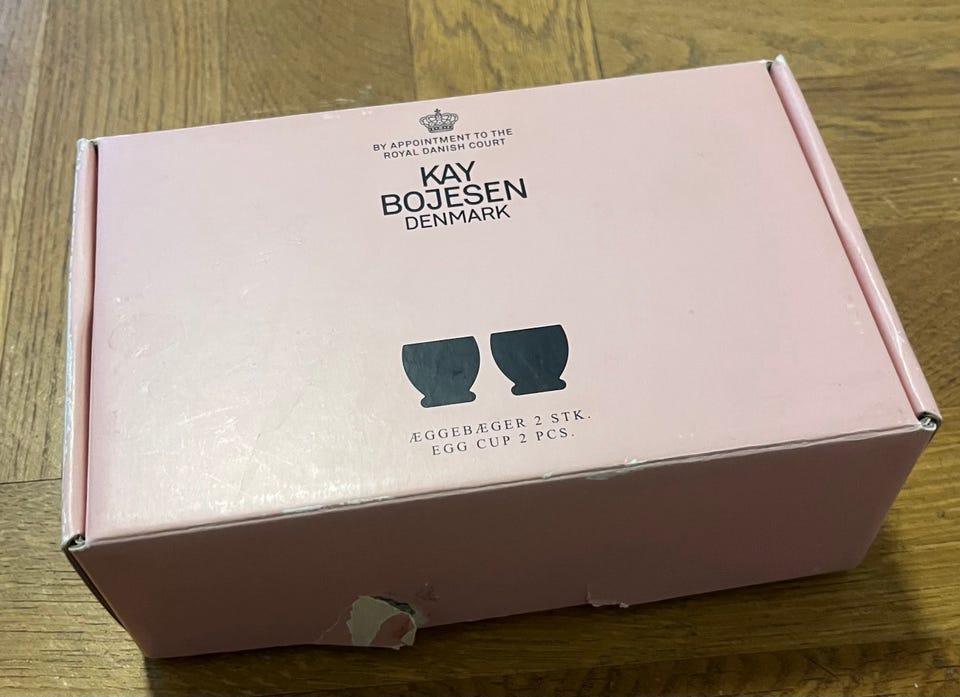 BY APPOINTMENT TO THE
ROYAL DANISH COURT
KAY
BOJESEN
DENMARK
ÆGGEBÆGER 2 STK.
EGG CUP 2 PCS.